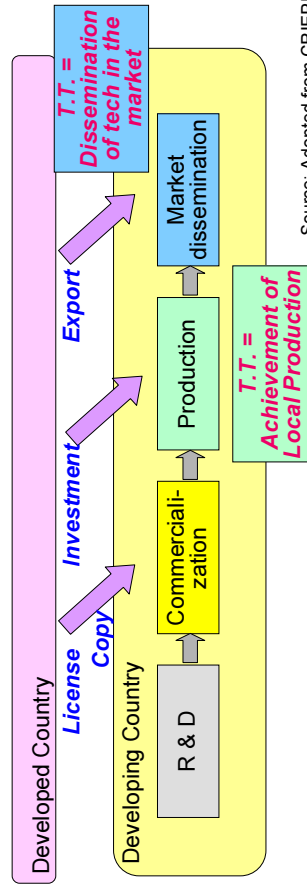 Developed Country
License
Copy
Investment
Export
T.T. =
Dissemination
of tech in the
market
Developing Country
R & D
Commerciali-
zation
Production
Market
dissemination
T.T. =
Achievement of
Local Production
Source: Adapted from